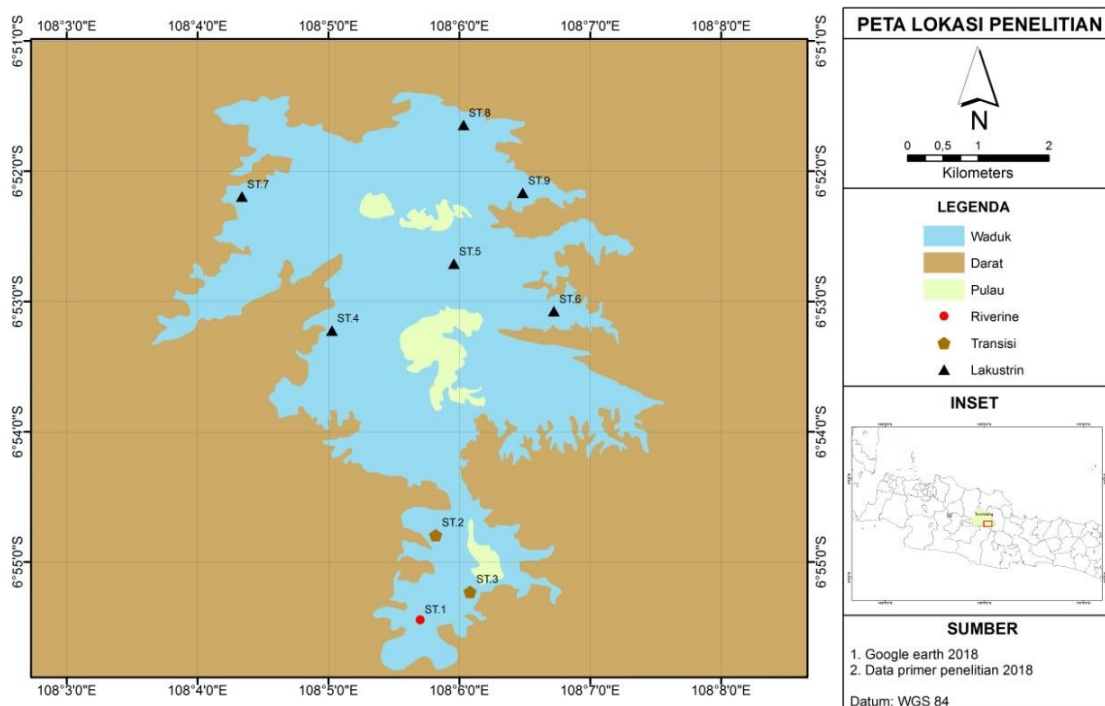 108°3'0"E 108°4'0"E 108°5'0"E 108°6'0"E 108°7'0"E 108°8'0"E
6°51'0"S 6°51'0"S
ST.8
6°52'0"S 6°52'0"S
ST.7 ST.9
ST.5
6°53'0"S 6°53'0"S
ST.6
ST.4
6°54'0"S 6°54'0"S
ST.2
6°55'0"S 6°55'0"S
ST.3
ST.1
108°3'0"E 108°4'0"E 108°5'0"E 108°6'0"E 108°7'0"E 108°8'0"E
PETA LOKASI PENELITIAN
N
0 0,5 1 2
Kilometers
LEGENDA
Waduk
Darat
Pulau
Riverine
Transisi
Lakustrin
INSET
SUMBER
1. Google earth 2018
2. Data primer penelitian 2018
Datum: WGS 84